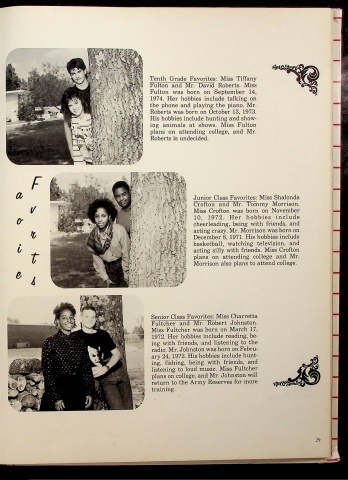 Tenth Grade Favorites: Miss Tiffany
Fulton and Mr. David Roberts. Miss
Fulton was born on September 14,
1974. Her hobbies include talking on
the phone and playing the piano. Mr.
Roberts was born on October 13, 1973.
His hobbies include hunting and show-
ing animals at shows. Miss Fulton
plans on attending college, and Mr.
Roberts is undecided.
Favorites
Junior Class Favorites: Miss Shalonda
Crofton and Mr. Tommy Morrison.
Miss Crofton was born on November
10, 1972. Her hobbies include
cheerleading, being with friends, and
acting crazy. Mr. Morrison was born on
December 8, 1971. His hobbies include
basketball, watching television, and
acting silly with friends. Miss Crofton
plans on attending college and Mr.
Morrison also plans to attend college.
Senior Class Favorites: Miss Charretta
Fultcher and Mr. Robert Johnston.
Miss Fultcher was born on March 17,
1972. Her hobbies include reading, be-
ing with friends, and listening to the
radio. Mr. Johnston was born on Febru-
ary 24, 1972. His hobbies include hunt-
ing, fishing, being with friends, and
listening to loud music. Miss Fultcher
plans on college, and Mr. Johnston will
return to the Army Reserves for more
training.
29